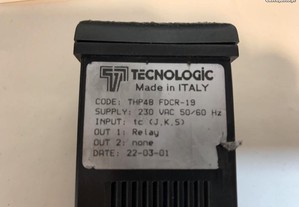 TECNOLOGIC
Made in ITALY
CODE: THP48 FDCR-19
SUPPLY: 230 VAC 50/60 Hz
INPUT: tc (J,K,S)
OUT 1: Relay
OUT 2: none
DATE: 22-03-01